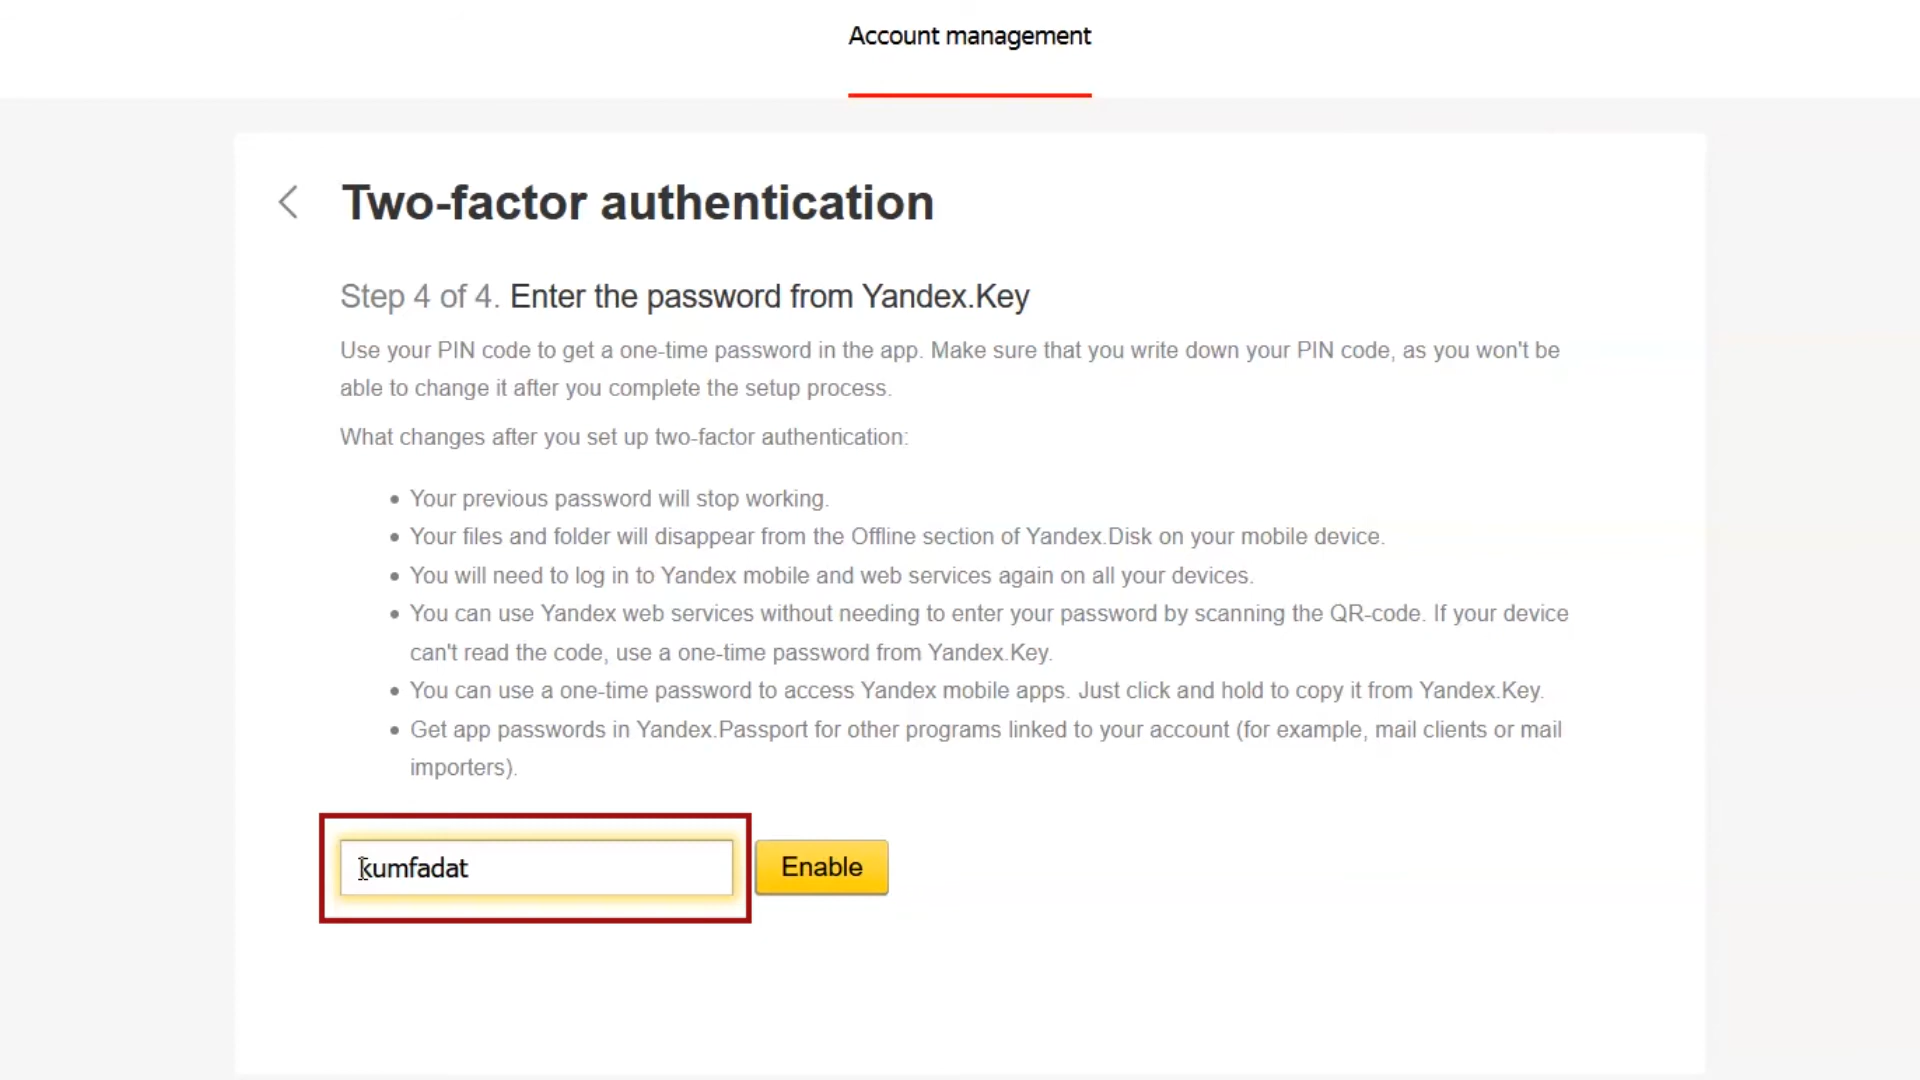 Account management
Two-factor authentication
Step 4 of 4. Enter the password from Yandex.Key
Use your PIN code to get a one-time password in the app. Make sure that you write down your PIN code, as you won't be
able to change it after you complete the setup process.
What changes after you set up two-factor authentication:
• Your previous password will stop working.
• Your files and folder will disappear from the Offline section of Yandex.Disk on your mobile device.
• You will need to log in to Yandex mobile and web services again on all your devices.
• You can use Yandex web services without needing to enter your password by scanning the QR-code. If your device
can't read the code, use a one-time password from Yandex.Key.
• You can use a one-time password to access Yandex mobile apps. Just click and hold to copy it from Yandex.Key.
• Get app passwords in Yandex.Passport for other programs linked to your account (for example, mail clients or mail
importers).
kumfadat Enable